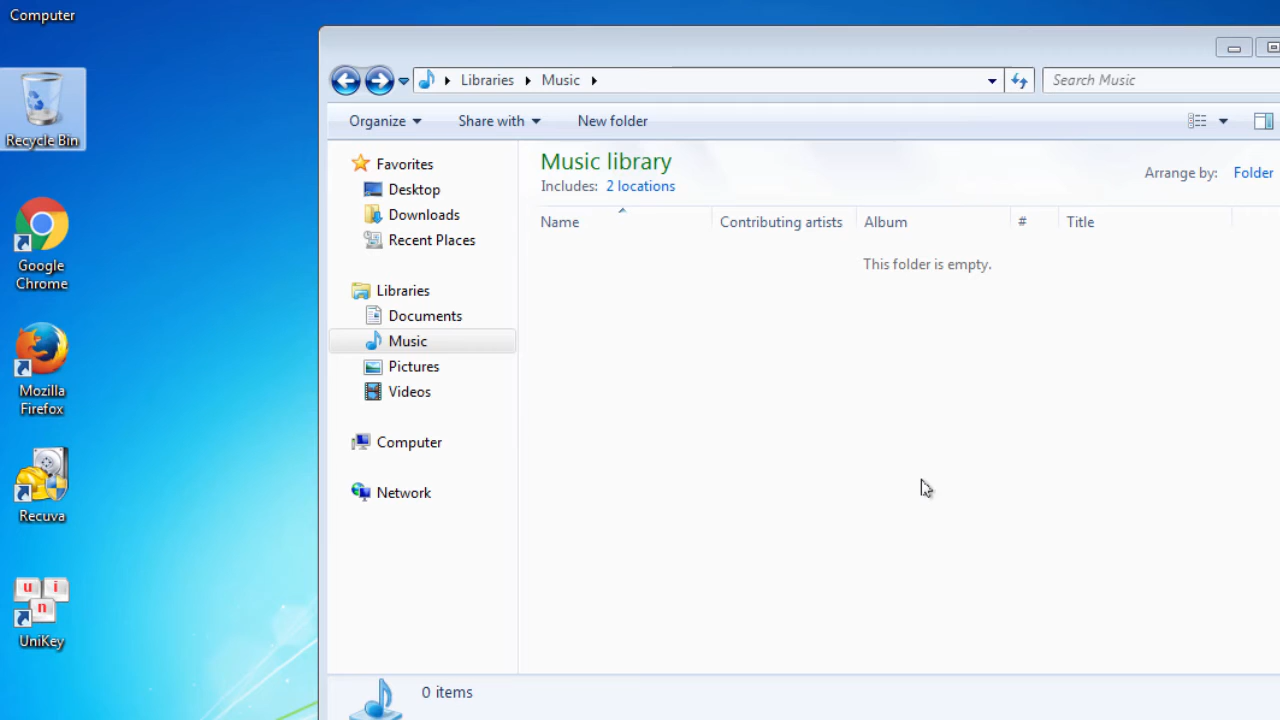 Computer
Recycle Bin
Google
Chrome
Mozilla
Firefox
Recuva
u i
n
UniKey
Libraries Music
Search Music
Organize Share with New folder
Favorites
Desktop
Downloads
Recent Places
Libraries
Documents
Music
Pictures
Videos
Computer
Network
Music library
Includes: 2 locations
Arrange by: Folder
Name Contributing artists Album # Title
This folder is empty.
0 items